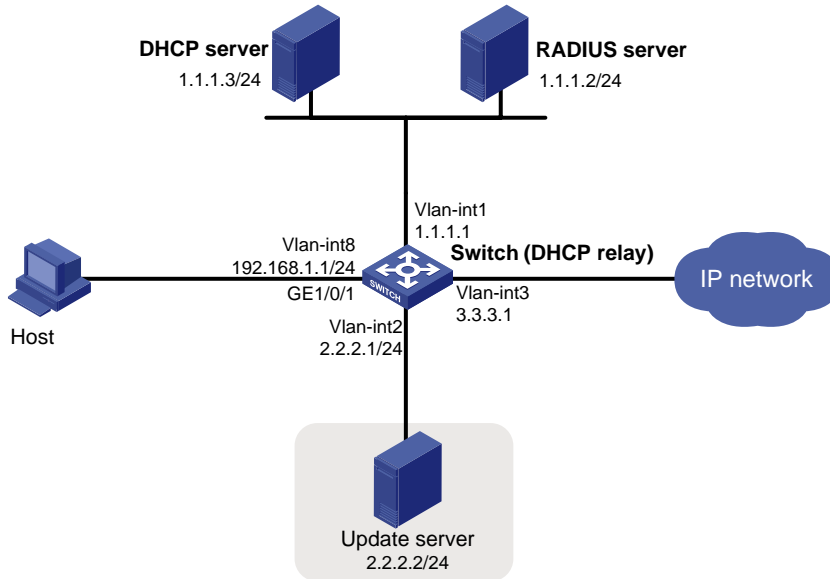 DHCP server
1.1.1.3/24
RADIUS server
1.1.1.2/24
Vlan-int1
1.1.1.1
Vlan-int8
192.168.1.1/24
GE1/0/1
Switch (DHCP relay)
SWITCH
Vlan-int3
3.3.3.1
IP network
Host
Vlan-int2
2.2.2.1/24
Update server
2.2.2.2/24